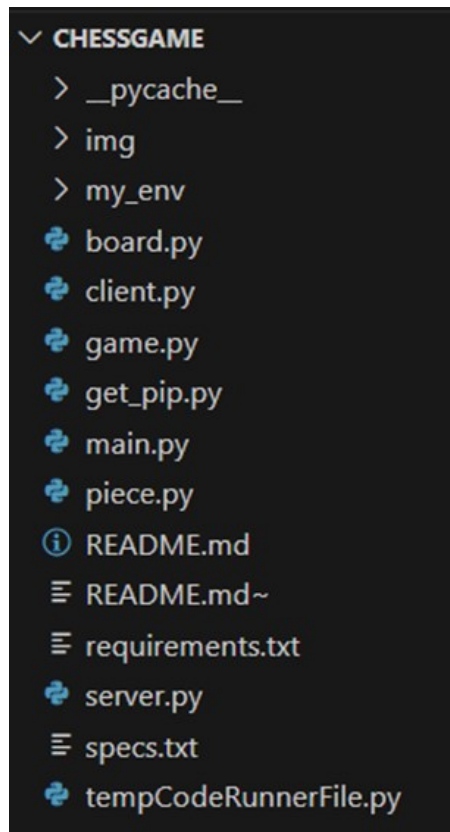 CHESSGAME
__pycache__
img
my_env
board.py
client.py
game.py
get_pip.py
main.py
piece.py
README.md
README.md~
requirements.txt
server.py
specs.txt
tempCodeRunnerFile.py